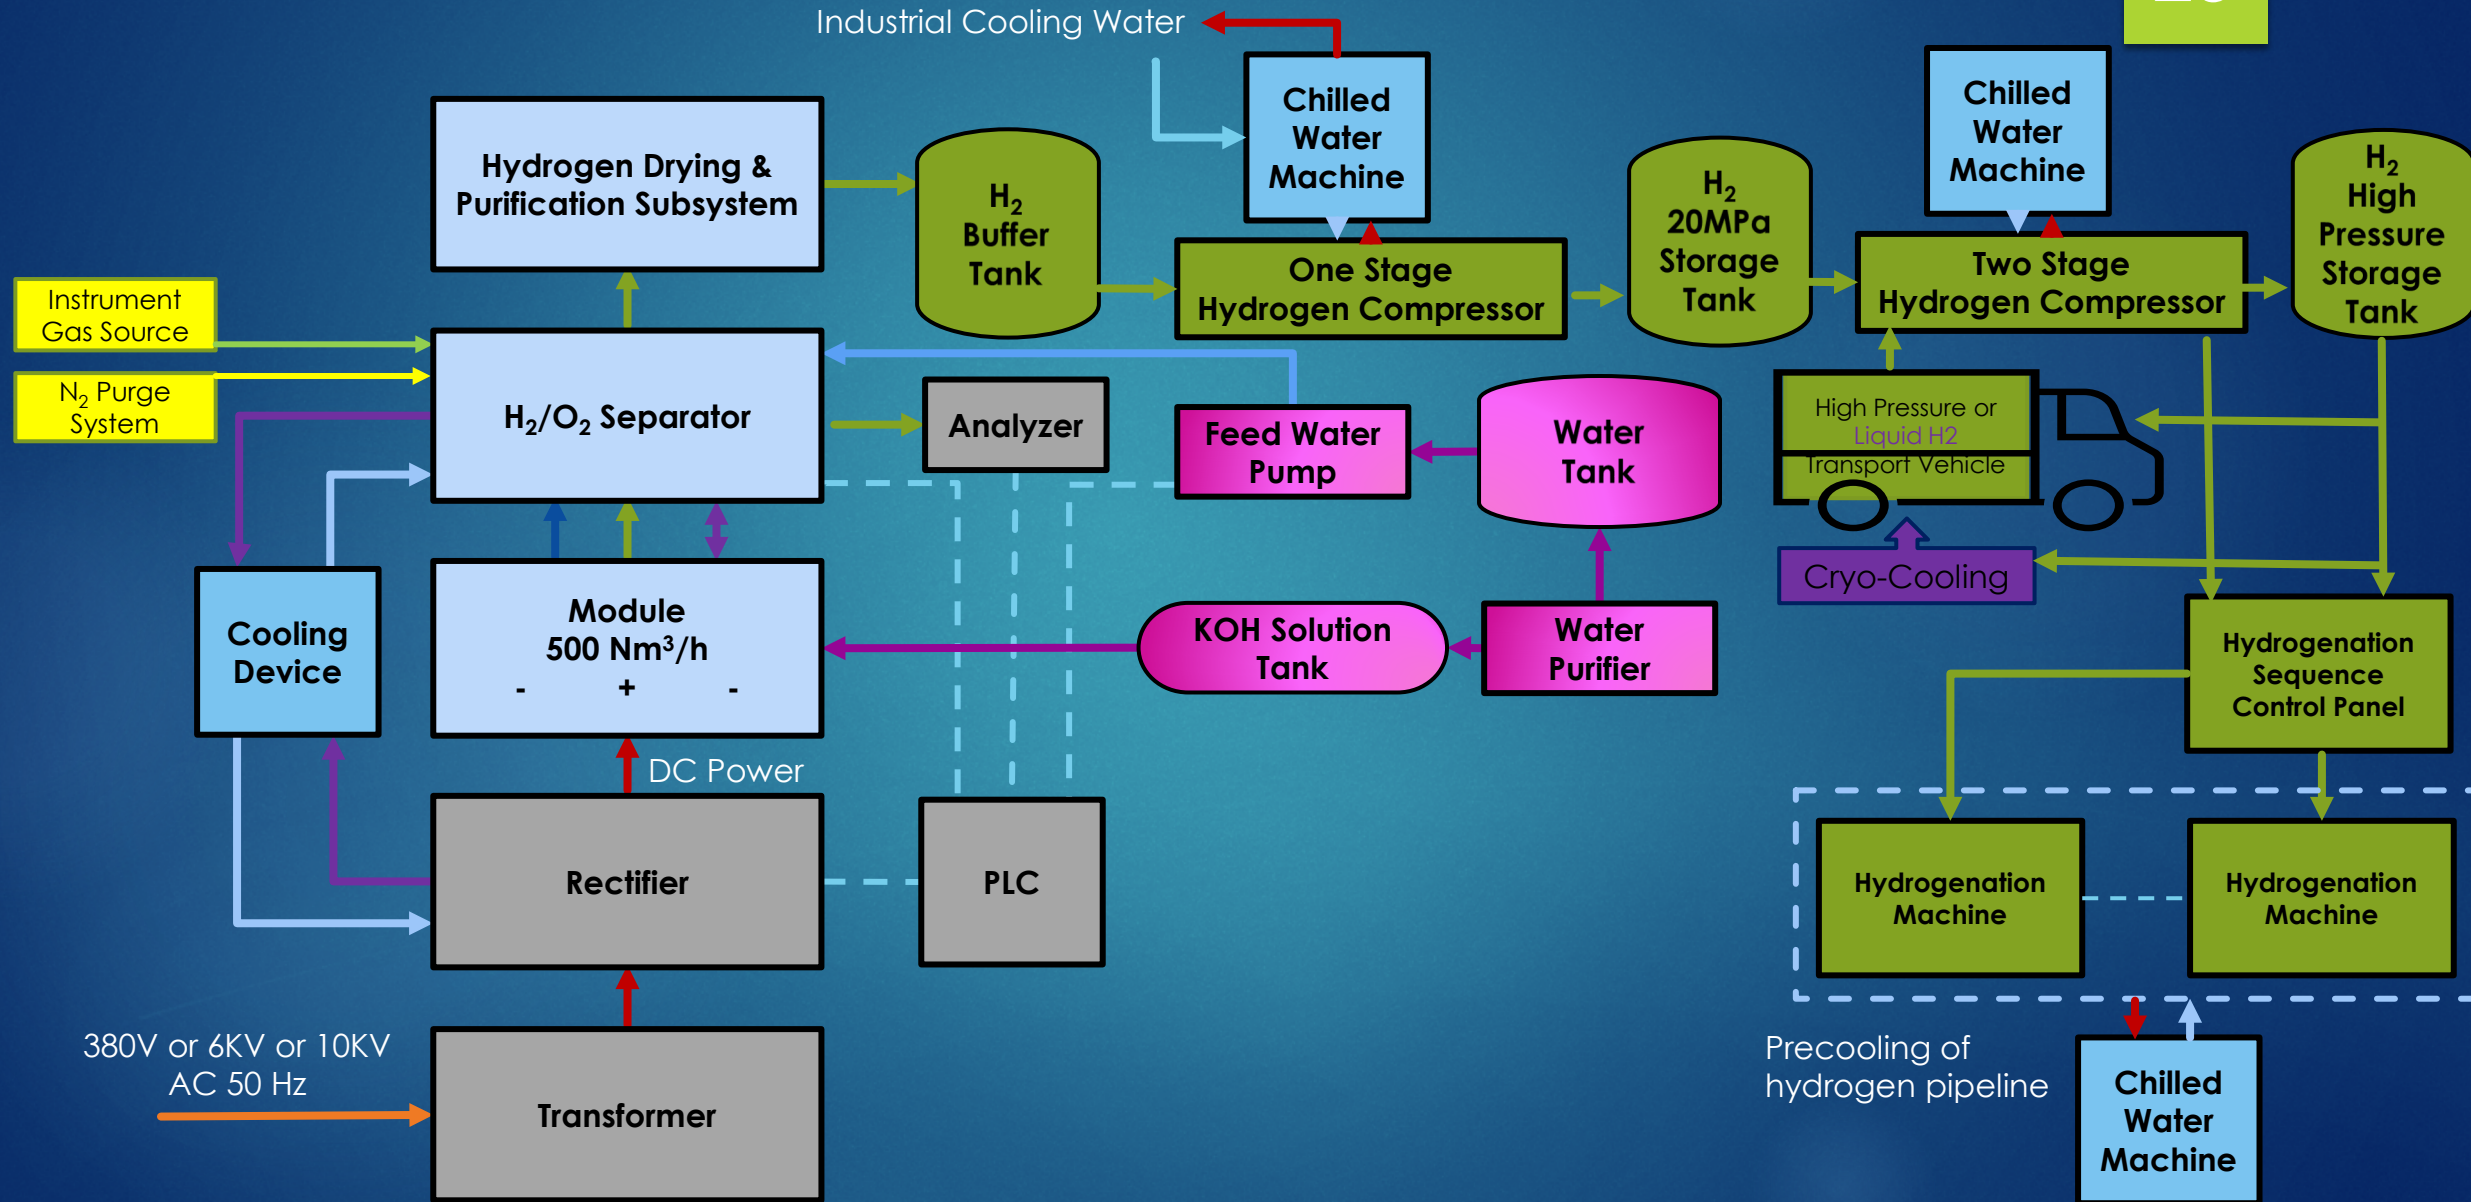 Industrial Cooling Water
Chilled
Water
Machine
Chilled
Water
Machine
Hydrogen Drying &
Purification Subsystem
H₂
Buffer
Tank
One Stage
Hydrogen Compressor
H₂
20MPa
Storage
Tank
Two Stage
Hydrogen Compressor
H₂
High
Pressure
Storage
Tank
Instrument
Gas Source
N₂ Purge
System
H₂/O₂ Separator
Analyzer
Feed Water
Pump
Water
Tank
High Pressure or
Liquid H2
Transport Vehicle
Cryo-Cooling
Cooling
Device
Module
500 Nm³/h
- + -
KOH Solution
Tank
Water
Purifier
Hydrogenation
Sequence
Control Panel
DC Power
Rectifier
PLC
Hydrogenation
Machine
Hydrogenation
Machine
380V or 6KV or 10KV
AC 50 Hz
Transformer
Precooling of
hydrogen pipeline
Chilled
Water
Machine